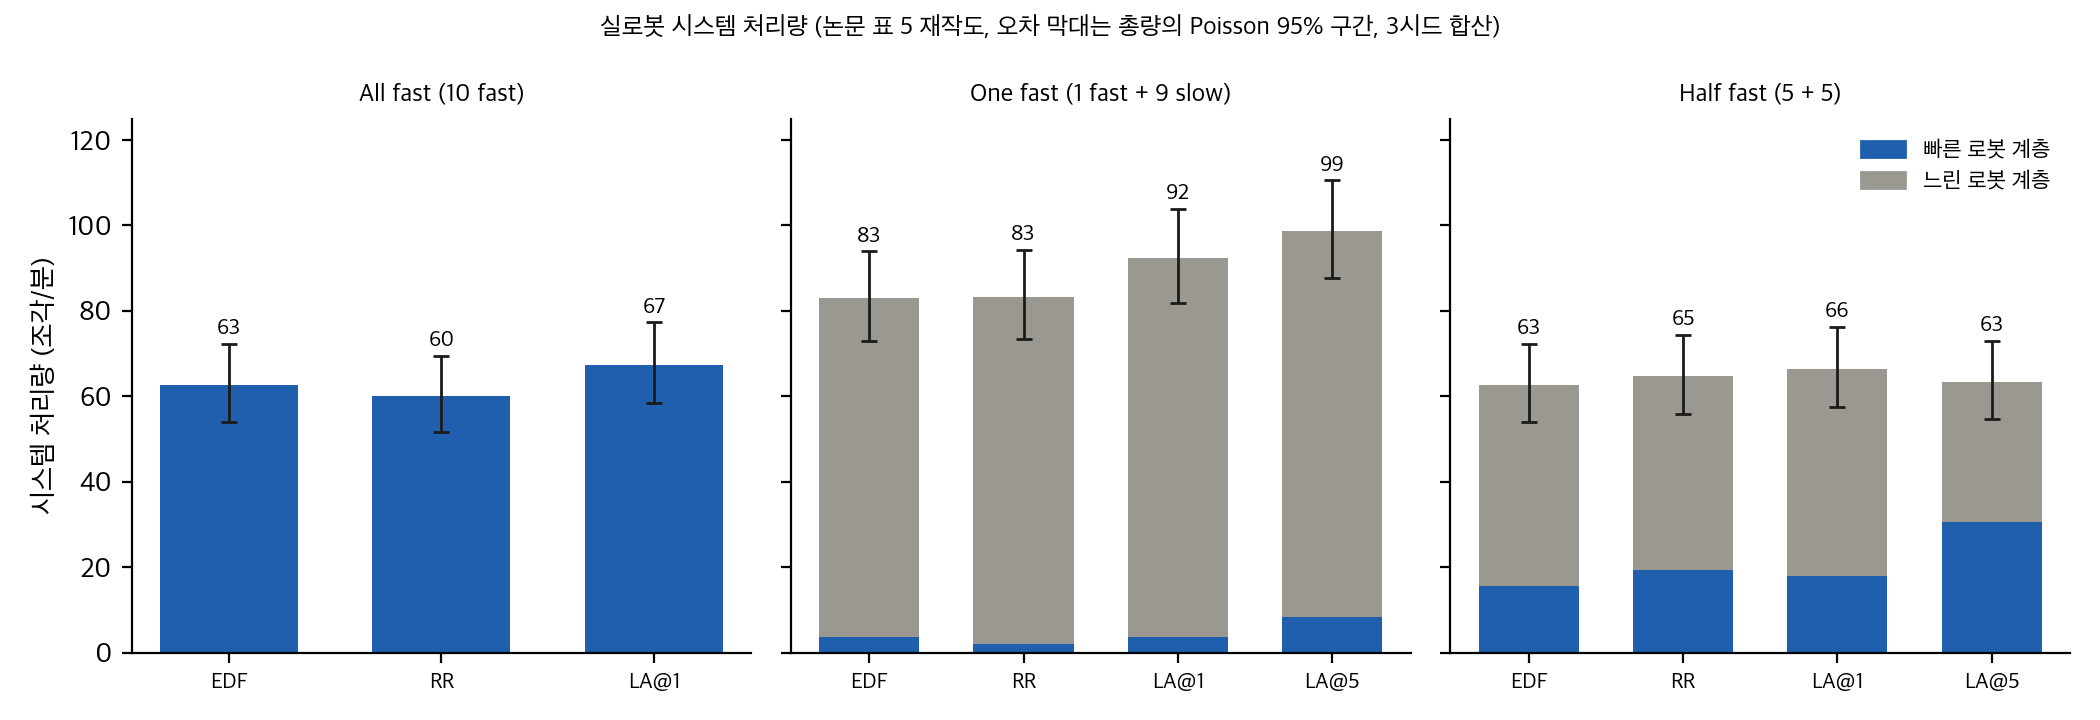 실로봇 시스템 처리량 (논문 표 5 재작도, 오차 막대는 총량의 Poisson 95% 구간, 3시드 합산)
All fast (10 fast)
One fast (1 fast + 9 slow)
Half fast (5 + 5)
시스템 처리량 (조각/분)
120
100
80
60
40
20
0
63
60
67
EDF
RR
LA@1
83
83
92
99
EDF
RR
LA@1
LA@5
빠른 로봇 계층
느린 로봇 계층
63
65
66
63
EDF
RR
LA@1
LA@5